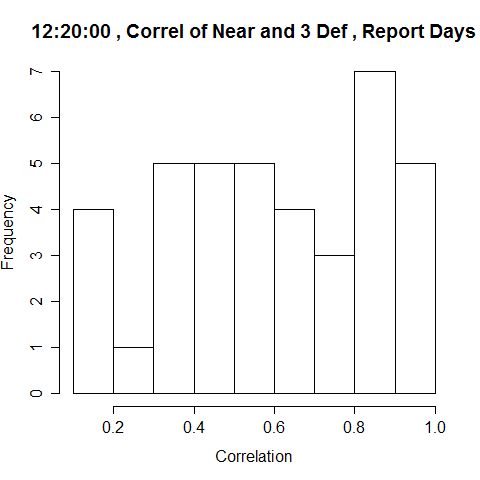 12:20:00 , Correl of Near and 3 Def , Report Days
7
6
5
4
3
2
1
0
Frequency
0.2 0.4 0.6 0.8 1.0
Correlation